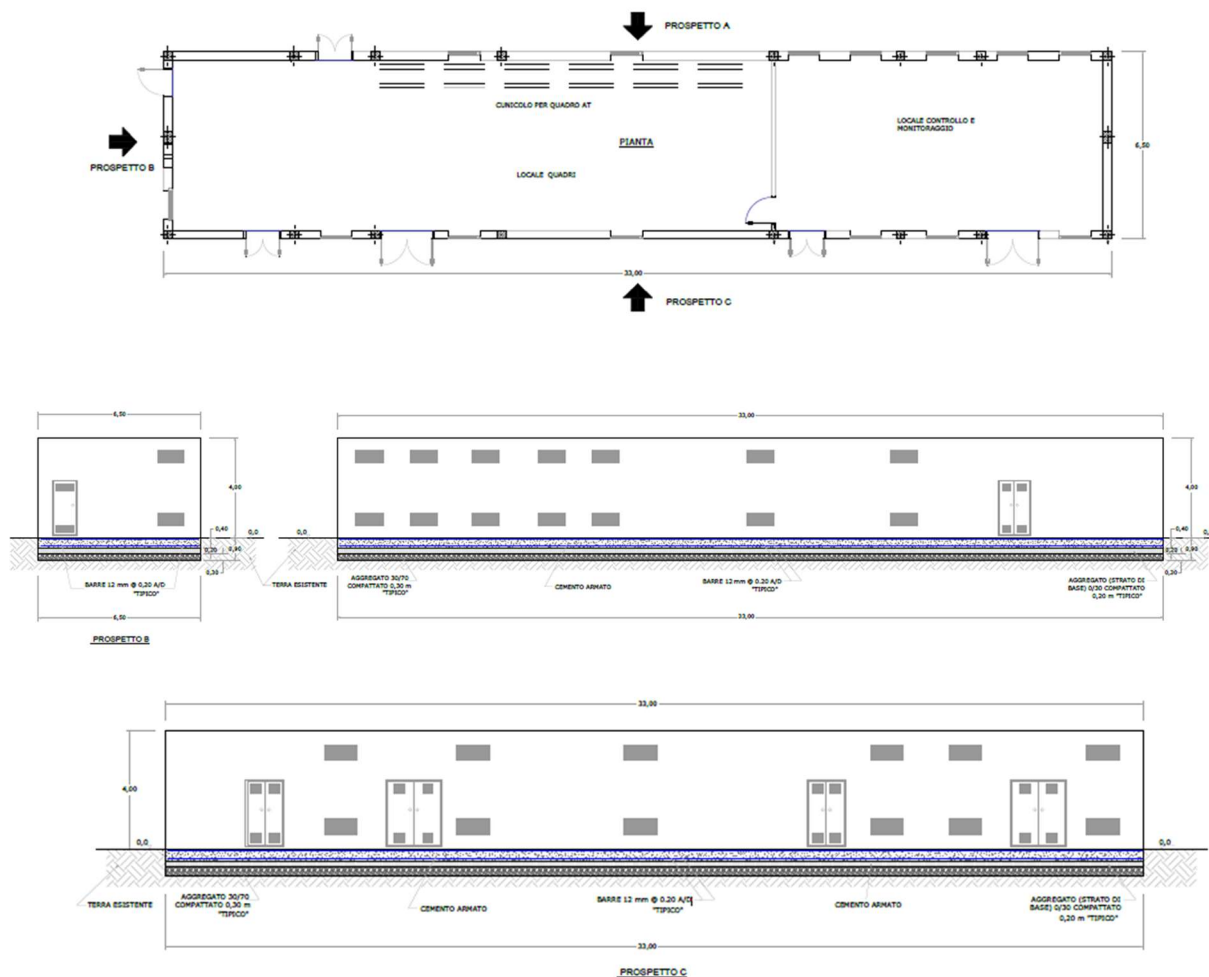 PROSPETTO A
CUNICOLO PER QUADRO AT
LOCALE CONTROLLO E
MONITORAGGIO
PIANTA
6,50
PROSPETTO B
LOCALE QUADRI
33,00
PROSPETTO C
6,50
33,00
4,00
4,00
0,40
0,0
0,0
0,40
0,20
0,90
0,20
0,90
0,30
0,30
BARRE 12 mm @ 0,20 A/D
"TIPICO"
TERRA ESISTENTE
AGGREGATO 30/70
COMPATTATO 0,30 m
"TIPICO"
CEMENTO ARMATO
BARRE 12 mm @ 0.20 A/D
"TIPICO"
AGGREGATO (STRATO DI
BASE) 0/30 COMPATTATO
0,20 m "TIPICO"
6,50
33,00
PROSPETTO B
33,00
4,00
0,0
0,0
TERRA ESISTENTE
AGGREGATO 30/70
COMPATTATO 0,30 m
"TIPICO"
CEMENTO ARMATO
BARRE 12 mm @ 0.20 A/D
"TIPICO"
CEMENTO ARMATO
AGGREGATO (STRATO DI
BASE) 0/30 COMPATTATO
0,20 m "TIPICO"
33,00
PROSPETTO C